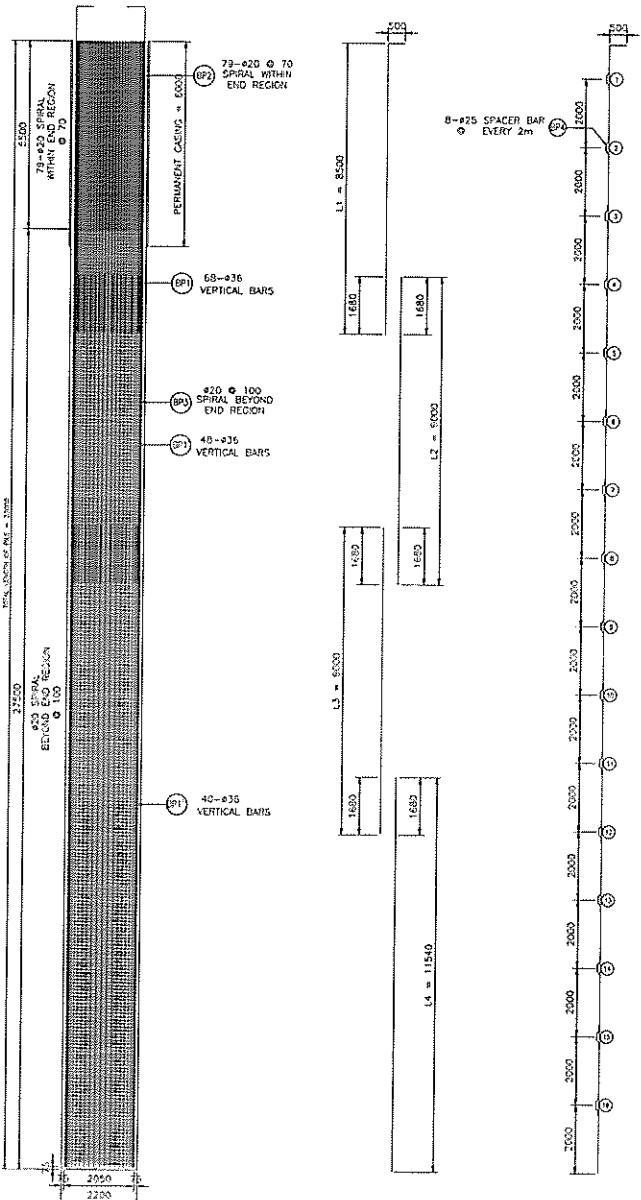 500
500
BP2
79-ø20 @ 70
SPIRAL WITHIN
END REGION
5500
79-ø20 SPIRAL
WITHIN END REGION
@ 70
PERMANENT CASING = 6000
BP1
68-ø36
VERTICAL BARS
BP3
ø20 @ 100
SPIRAL BEYOND
END REGION
48-ø36
VERTICAL BARS
27500
ø20 SPIRAL
BEYOND END REGION
@ 100
40-ø36
VERTICAL BARS
75
75
2050
75
2200
L1 = 8500
1680
1680
L2 = 9000
1680
1680
L3 = 9000
1680
1680
L4 = 11540
8-ø25 SPACER BAR
@ EVERY 2m
BP4
1
2000
2
2000
3
2000
4
2000
5
2000
6
2000
7
2000
8
2000
9
2000
10
2000
11
2000
12
2000
13
2000
14
2000
15
2000
16
2000